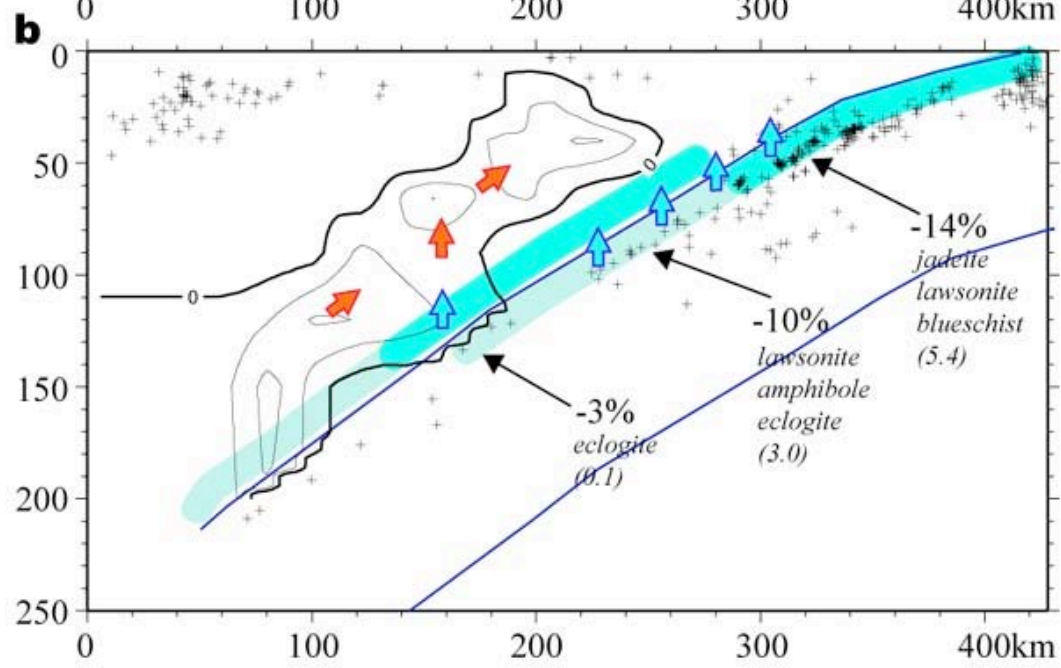 0 100 200 300 400km
b
0
50
100
150
200
250
0
0
-14%
jadeite
lawsonite
blueschist
(5.4)
-10%
lawsonite
amphibole
eclogite
(3.0)
-3%
eclogite
(0.1)
0 100 200 300 400km